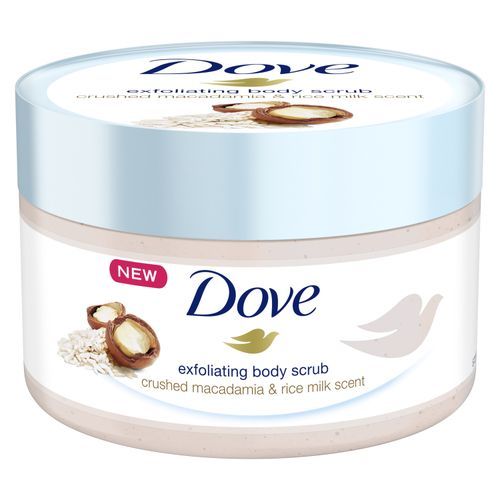 Dove
exfoliating body scrub
crushed macadamia & rice milk scent
NEW
Dove
exfoliating body scrub
crushed macadamia & rice milk scent